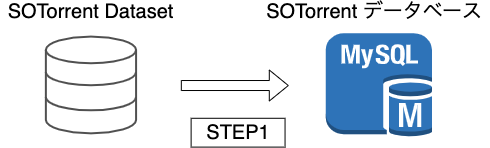 SOTorrent Dataset
SOTorrent データベース
MySQL
M
STEP1